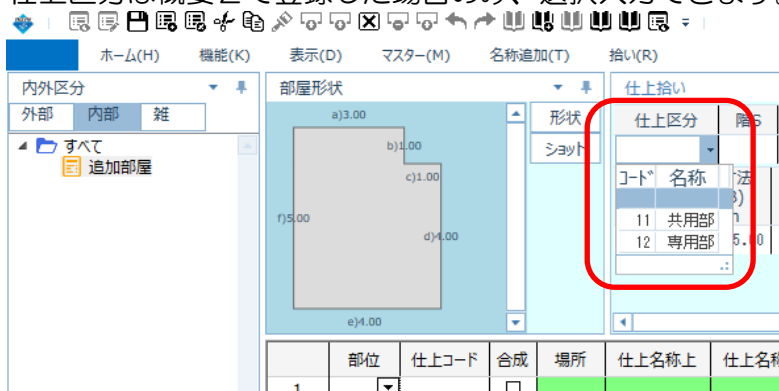 ホーム(H) 機能(K) 表示(D) マスター(M) 名称追加(T) 拾い(R)
内外区分
外部 内部 雑
すべて
追加部屋
部屋形状
形状
ショット
a)3.00
b)1.00
c)1.00
d)4.00
e)4.00
f)5.00
仕上拾い
仕上区分 階S
コード 名称
11 共用部
12 専用部
5.00
部位 仕上コード 合成 場所 仕上名称上 仕上名称
1